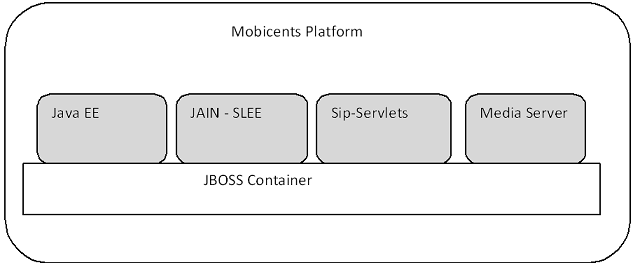 Mobicents Platform
Java EE
JAIN - SLEE
Sip-Servlets
Media Server
JBOSS Container